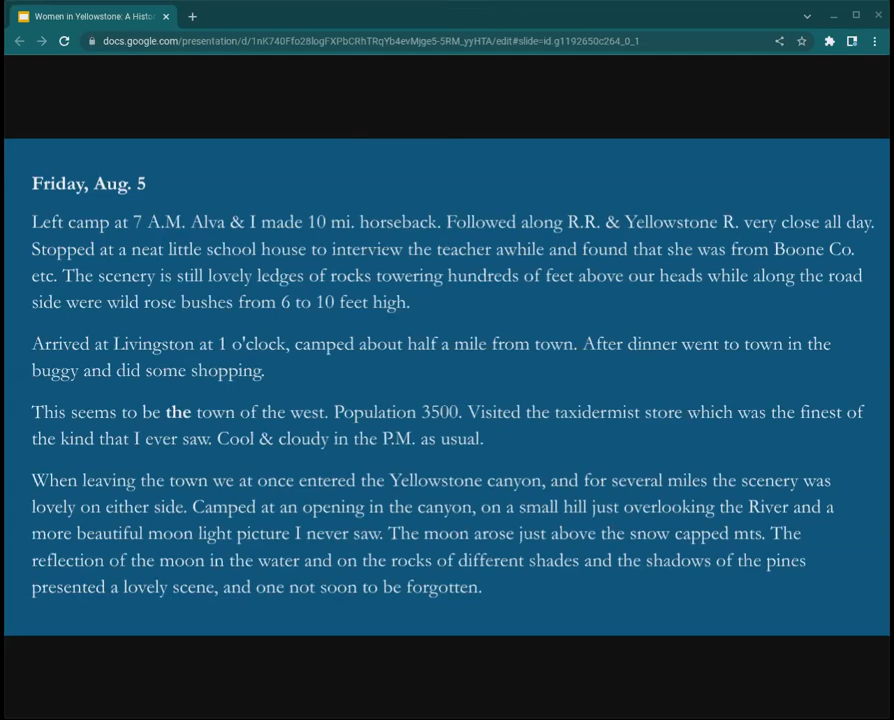 Women in Yellowstone: A Histo
docs.google.com/presentation/d/1nK740Ffo28logFXPbCRhTRqYb4evMjge5-5RM_yyHTA/edit#slide=id.g1192650c264_0_1
Friday, Aug. 5
Left camp at 7 A.M. Alva & I made 10 mi. horseback. Followed along R.R. & Yellowstone R. very close all day.
Stopped at a neat little school house to interview the teacher awhile and found that she was from Boone Co.
etc. The scenery is still lovely ledges of rocks towering hundreds of feet above our heads while along the road
side were wild rose bushes from 6 to 10 feet high.
Arrived at Livingston at 1 o'clock, camped about half a mile from town. After dinner went to town in the
buggy and did some shopping.
This seems to be the town of the west. Population 3500. Visited the taxidermist store which was the finest of
the kind that I ever saw. Cool & cloudy in the P.M. as usual.
When leaving the town we at once entered the Yellowstone canyon, and for several miles the scenery was
lovely on either side. Camped at an opening in the canyon, on a small hill just overlooking the River and a
more beautiful moon light picture I never saw. The moon arose just above the snow capped mts. The
reflection of the moon in the water and on the rocks of different shades and the shadows of the pines
presented a lovely scene, and one not soon to be forgotten.